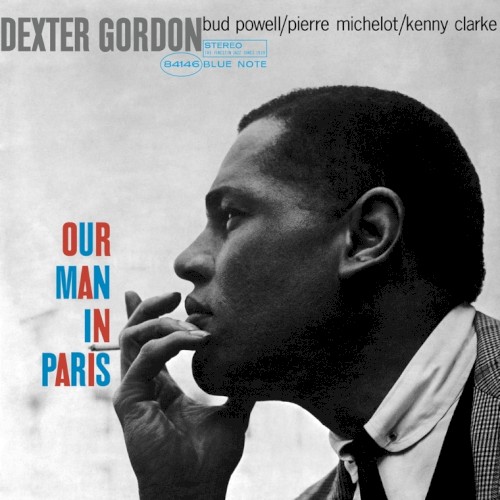 DEXTER GORDON bud powell/pierre michelot/kenny clarke
STEREO
84146 BLUE NOTE
OUR
MAN
IN
PARIS